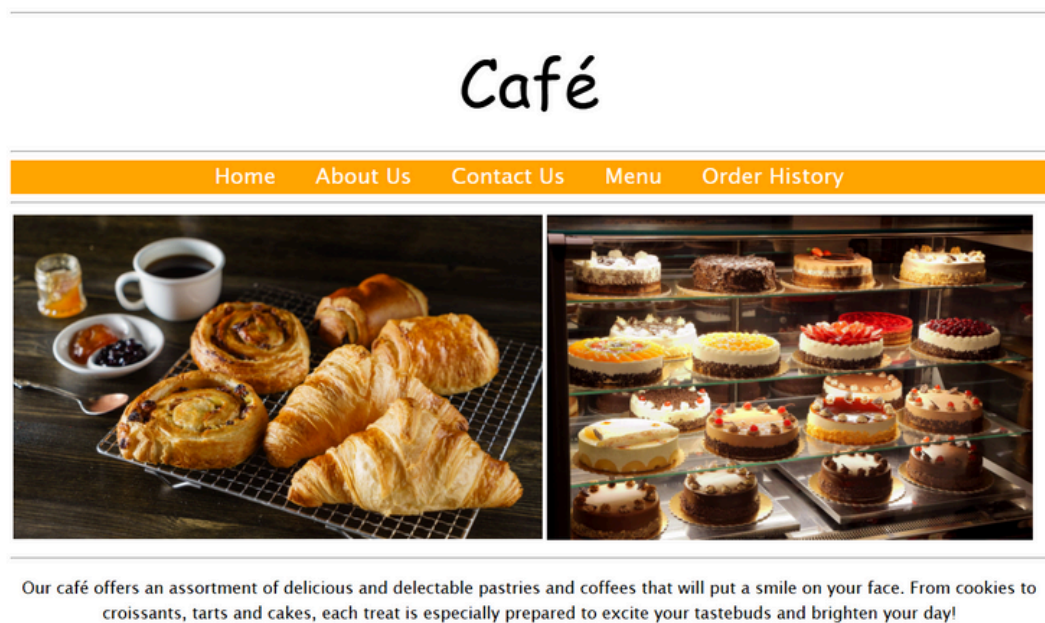 Café
Home About Us Contact Us Menu Order History
Our café offers an assortment of delicious and delectable pastries and coffees that will put a smile on your face. From cookies to
croissants, tarts and cakes, each treat is especially prepared to excite your tastebuds and brighten your day!